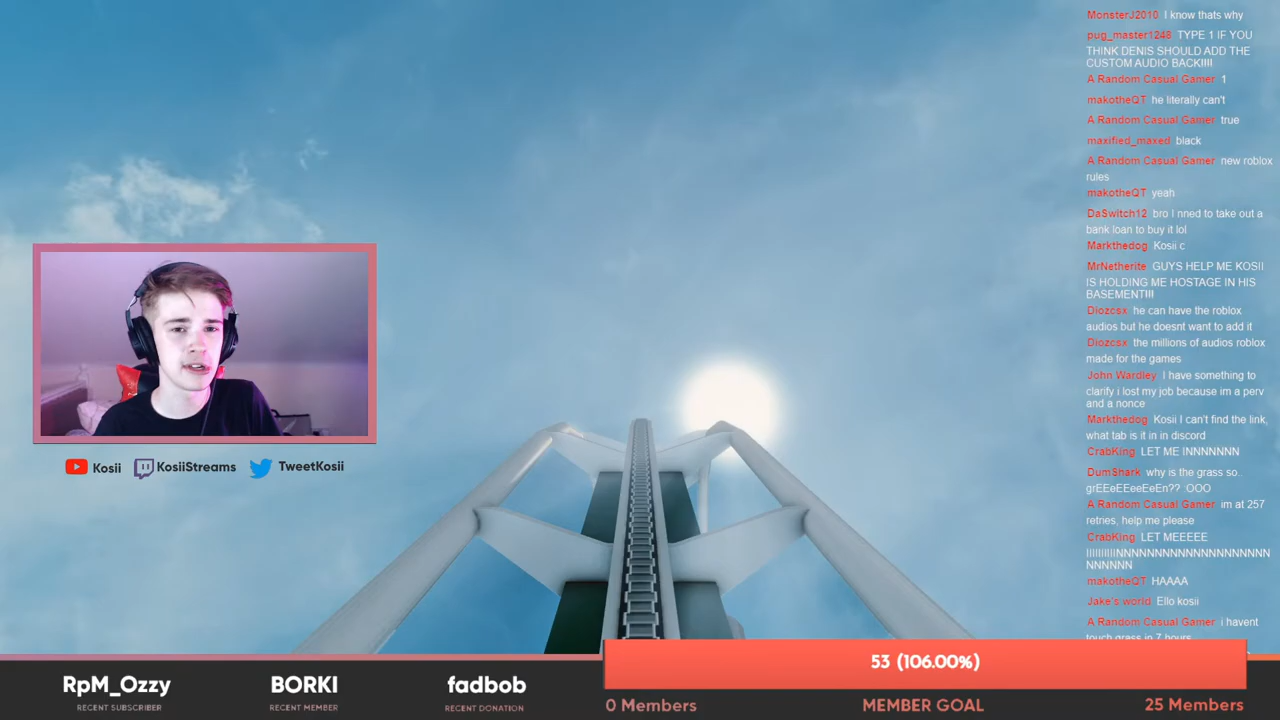 MonsterJ2010 I know thats why
pug_master1248 TYPE 1 IF YOU
THINK DENIS SHOULD ADD THE
CUSTOM AUDIO BACK!!!!
A Random Casual Gamer 1
makotheQT he literally can't
A Random Casual Gamer true
maxified_maxed black
A Random Casual Gamer new roblox
rules
makotheQT yeah
DaSwitch12 bro I nned to take out a
bank loan to buy it lol
Markthedog Kosii c
MrNetherite GUYS HELP ME KOSII
IS HOLDING ME HOSTAGE IN HIS
BASEMENT!!!
Diozcsx he can have the roblox
audios but he doesnt want to add it
Diozcsx the millions of audios roblox
made for the games
John Wardley I have something to
clarify i lost my job because im a perv
and a nonce
Markthedog Kosii I can't find the link,
what tab is it in in discord
CrabKing LET ME INNNNNNN
DumShark why is the grass so..
grEEeEEeeEeEn?? :OOO
A Random Casual Gamer im at 257
retries, help me please
CrabKing LET MEEEEE
IIIIIIIIIINNNNNNNNNNNNNNNNNNNN
NNNNNN
makotheQT HAAAA
Jake's world Ello kosii
A Random Casual Gamer i havent
touch grass in 7 hours
Kosii KosiiStreams TweetKosii
53 (106.00%)
RpM_Ozzy BORKI fadbob
RECENT SUBSCRIBER RECENT MEMBER RECENT DONATION
0 Members MEMBER GOAL 25 Members